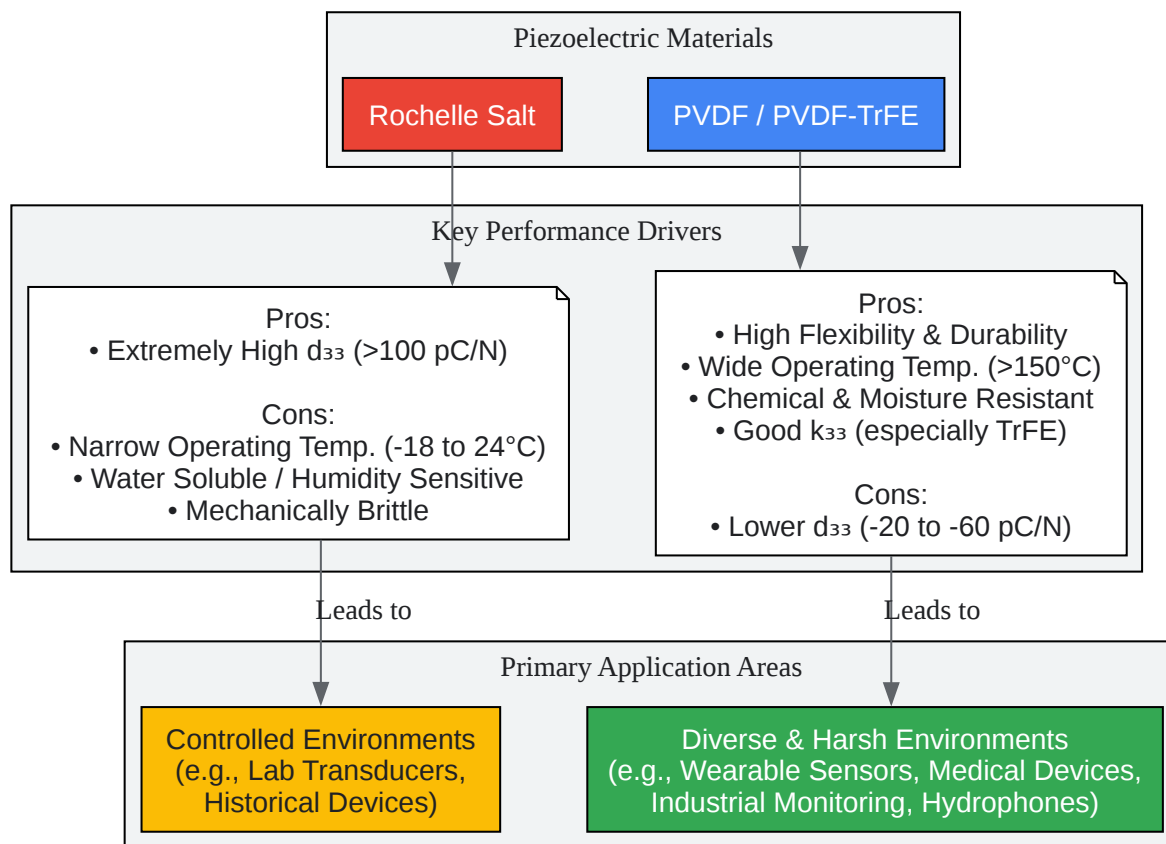 Piezoelectric Materials
Rochelle Salt
PVDF / PVDF-TrFE
Key Performance Drivers
Pros:
• Extremely High d₃₃ (>100 pC/N)
Cons:
• Narrow Operating Temp. (-18 to 24°C)
• Water Soluble / Humidity Sensitive
• Mechanically Brittle
Pros:
• High Flexibility & Durability
• Wide Operating Temp. (>150°C)
• Chemical & Moisture Resistant
• Good k₃₃ (especially TrFE)
Cons:
• Lower d₃₃ (-20 to -60 pC/N)
Leads to
Leads to
Primary Application Areas
Controlled Environments
(e.g., Lab Transducers,
Historical Devices)
Diverse & Harsh Environments
(e.g., Wearable Sensors, Medical Devices,
Industrial Monitoring, Hydrophones)